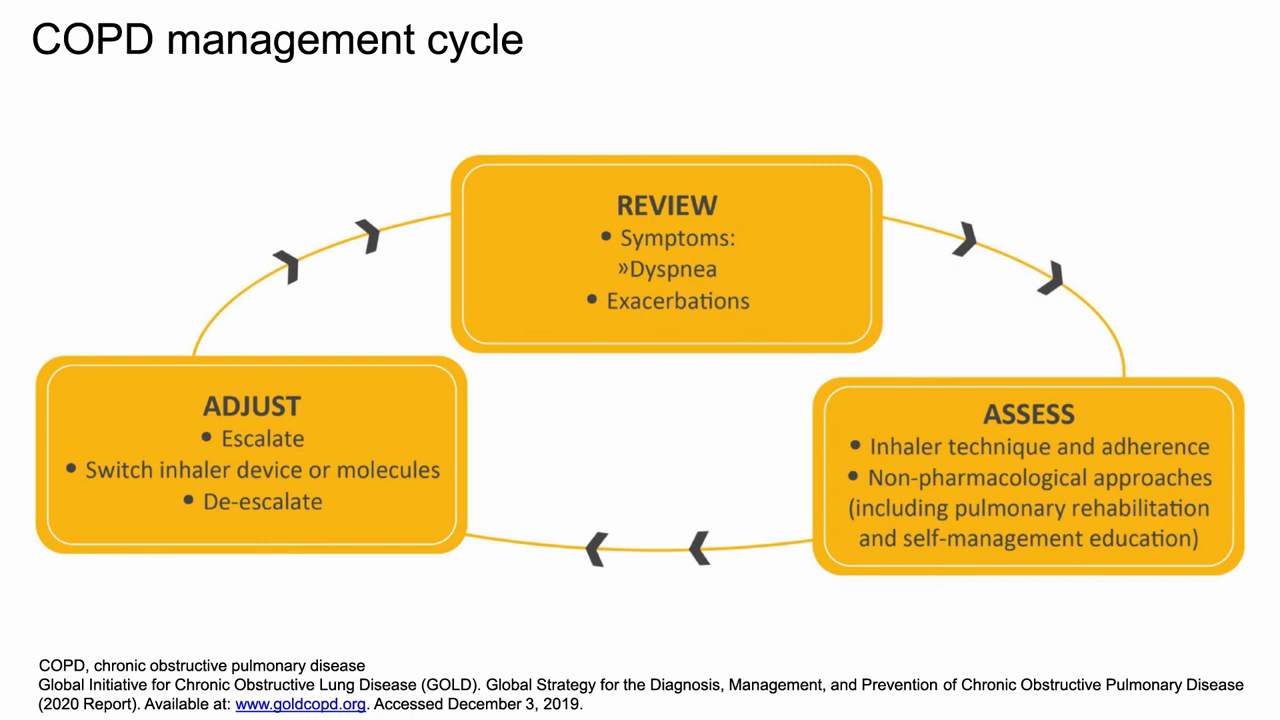 COPD management cycle
REVIEW
• Symptoms:
»Dyspnea
• Exacerbations
ADJUST
• Escalate
• Switch inhaler device or molecules
• De-escalate
ASSESS
• Inhaler technique and adherence
• Non-pharmacological approaches
(including pulmonary rehabilitation
and self-management education)
COPD, chronic obstructive pulmonary disease
Global Initiative for Chronic Obstructive Lung Disease (GOLD). Global Strategy for the Diagnosis, Management, and Prevention of Chronic Obstructive Pulmonary Disease
(2020 Report). Available at: www.goldcopd.org. Accessed December 3, 2019.